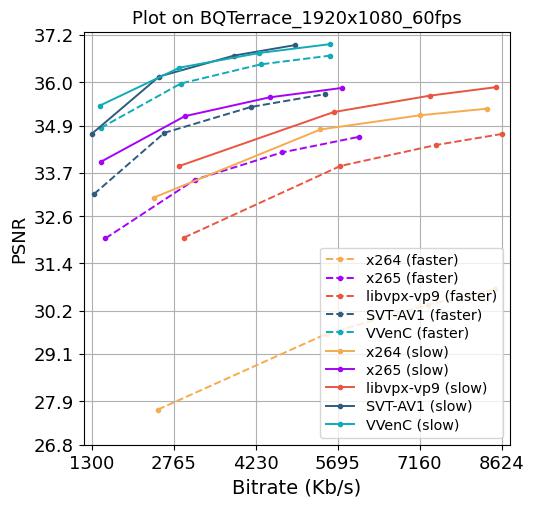 Plot on BQTerrace_1920x1080_60fps
37.2
36.0
34.9
33.7
32.6
31.4
30.2
29.1
27.9
26.8
PSNR
x264 (faster)
x265 (faster)
libvpx-vp9 (faster)
SVT-AV1 (faster)
VVenC (faster)
x264 (slow)
x265 (slow)
libvpx-vp9 (slow)
SVT-AV1 (slow)
VVenC (slow)
1300 2765 4230 5695 7160 8624
Bitrate (Kb/s)